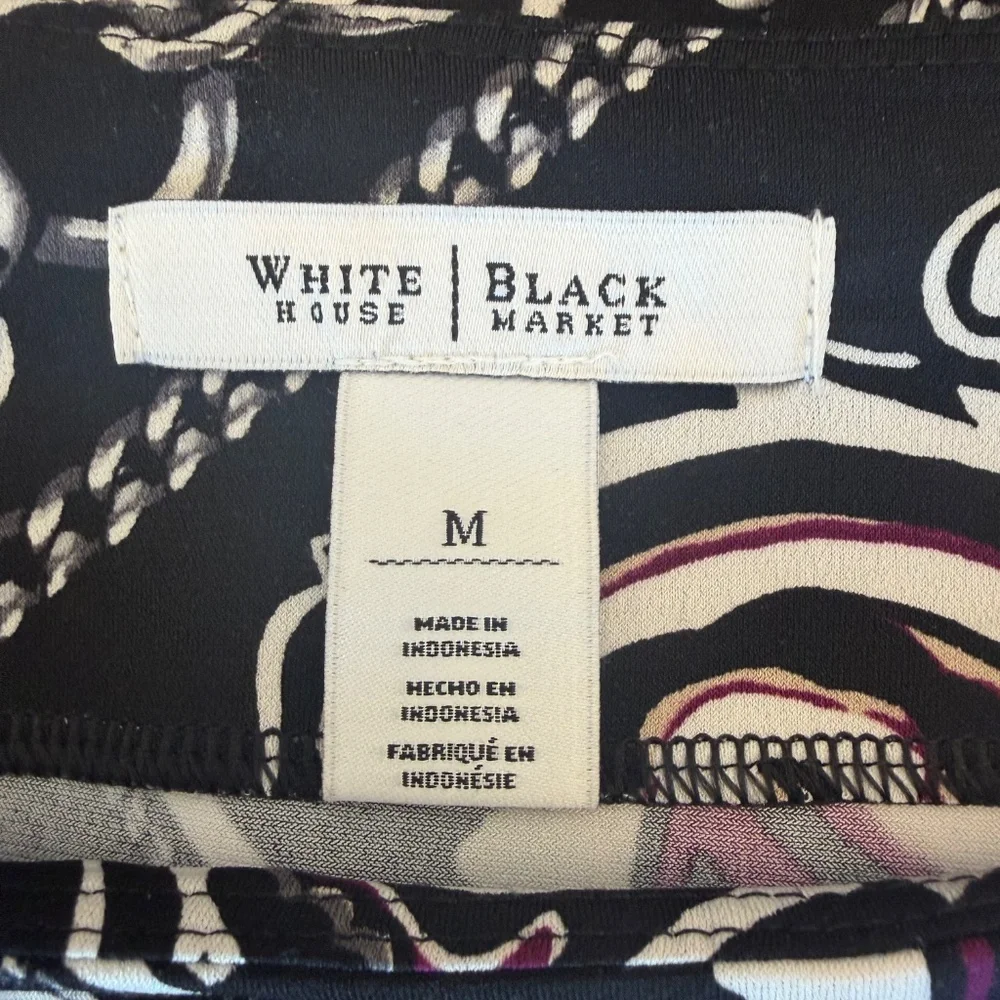 WHITE | BLACK
HOUSE | MARKET
M
MADE IN
INDONESIA
HECHO EN
INDONESIA
FABRIQUÉ EN
INDONÉSIE